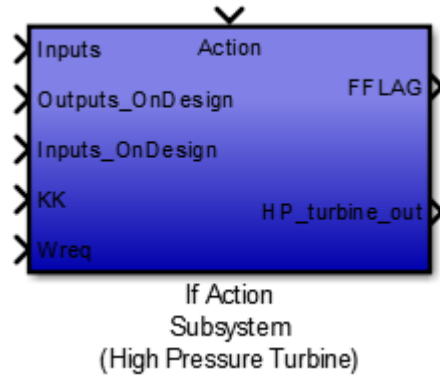 Inputs
Action
FFLAG
Outputs_OnDesign
Inputs_OnDesign
KK
HP_turbine_out
Wreq
If Action
Subsystem
(High Pressure Turbine)